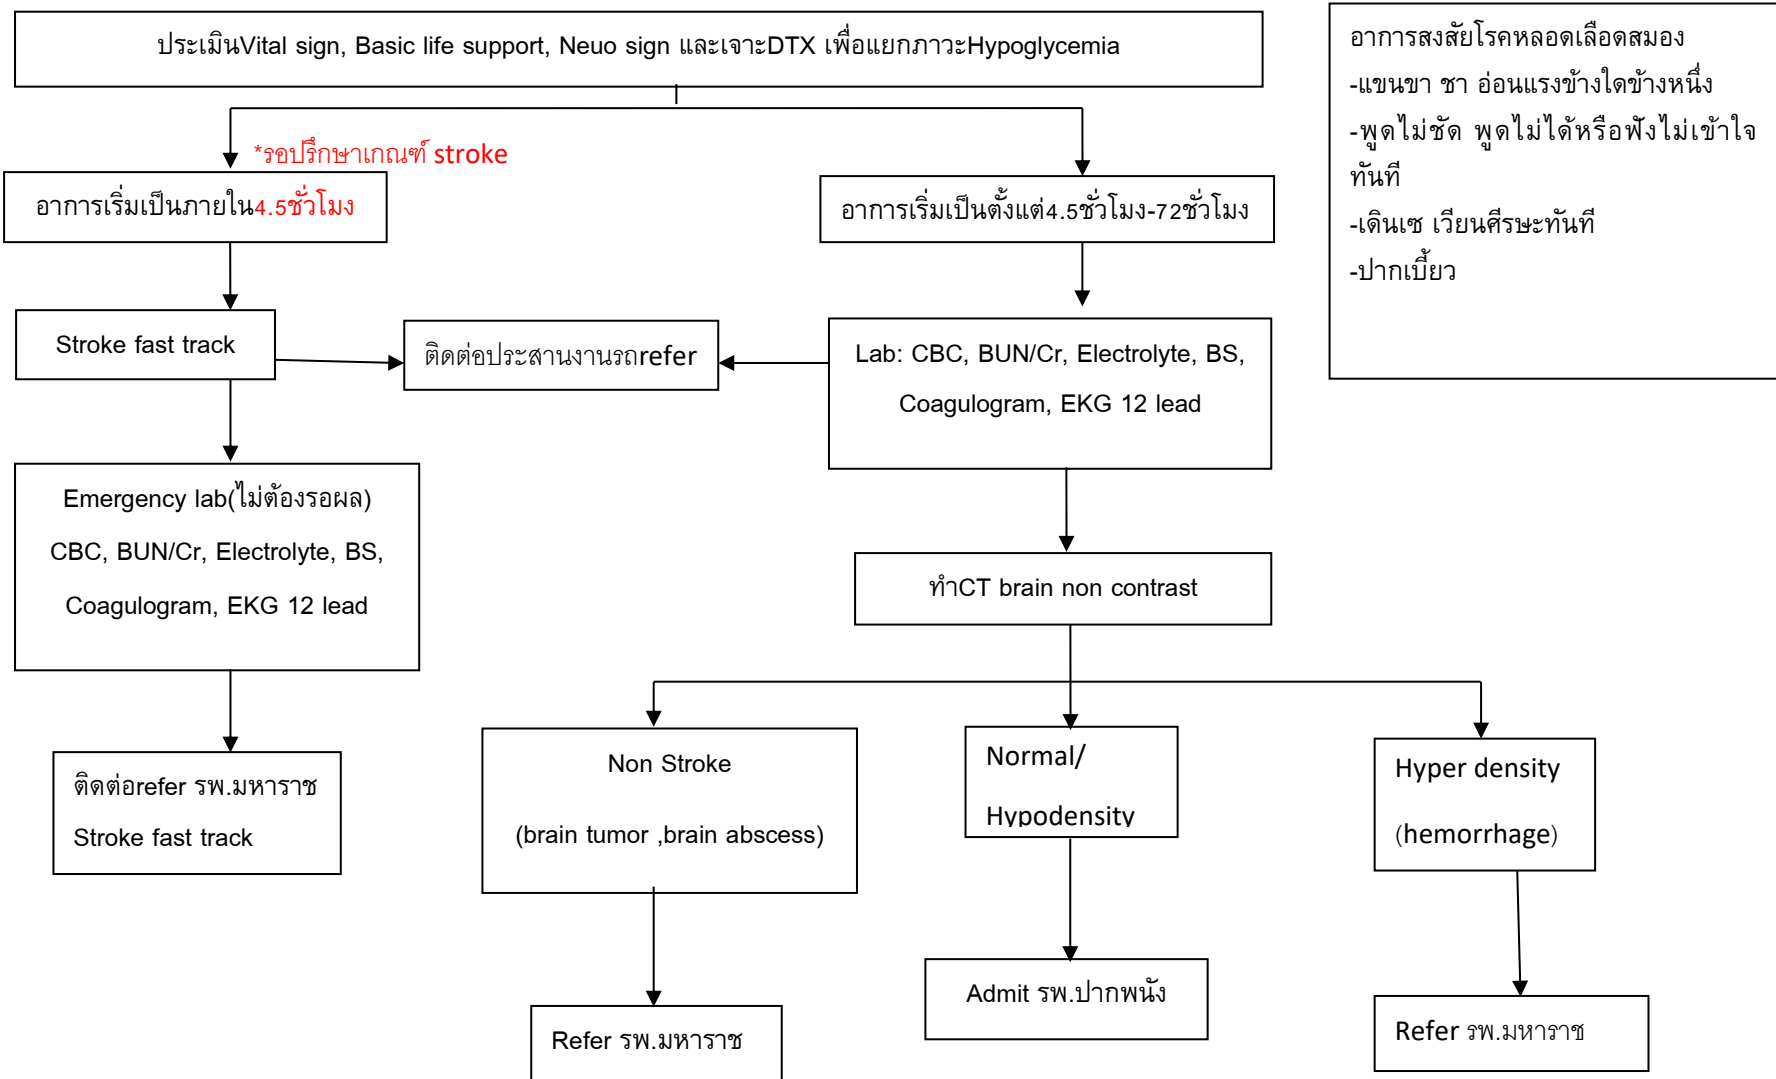 ประเมินVital sign, Basic life support, Neuo sign และเจาะDTX เพื่อแยกภาวะHypoglycemia
อาการสงสัยโรคหลอดเลือดสมอง
-แขนขา ชา อ่อนแรงข้างใดข้างหนึ่ง
-พูดไม่ชัด พูดไม่ได้หรือฟังไม่เข้าใจ
ทันที
-เดินเซ เวียนศีรษะทันที
-ปากเบี้ยว
*รอปรึกษาเกณฑ์ stroke
อาการเริ่มเป็นภายใน4.5ชั่วโมง
อาการเริ่มเป็นตั้งแต่4.5ชั่วโมง-72ชั่วโมง
Stroke fast track
ติดต่อประสานงานรถrefer
Lab: CBC, BUN/Cr, Electrolyte, BS,
Coagulogram, EKG 12 lead
Emergency lab(ไม่ต้องรอผล)
CBC, BUN/Cr, Electrolyte, BS,
Coagulogram, EKG 12 lead
ทำCT brain non contrast
ติดต่อrefer รพ.มหาราช
Stroke fast track
Non Stroke
(brain tumor ,brain abscess)
Normal/
Hypodensity
Hyper density
(hemorrhage)
Refer รพ.มหาราช
Admit รพ.ปากพนัง
Refer รพ.มหาราช